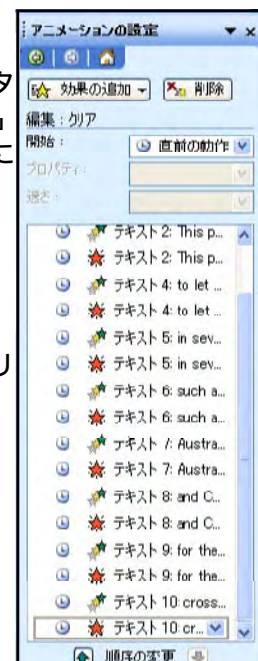 アニメーションの設定
タ
効果の追加 削除
に
編集：クリア
開始： 直前の動作
プロパティ：
速さ：
テキスト 2: This p...
テキスト 2: This p...
テキスト 4: to let ...
テキスト 4: to let ...
テキスト 5: in sev...
テキスト 5: in sev...
リ
テキスト 6: such a...
テキスト 6: such a...
テキスト 7: Austra...
テキスト 7: Austra...
テキスト 8: and C...
テキスト 8: and C...
テキスト 9: for the...
テキスト 9: for the...
テキスト 10: cross...
テキスト 10: cr...
順序の変更